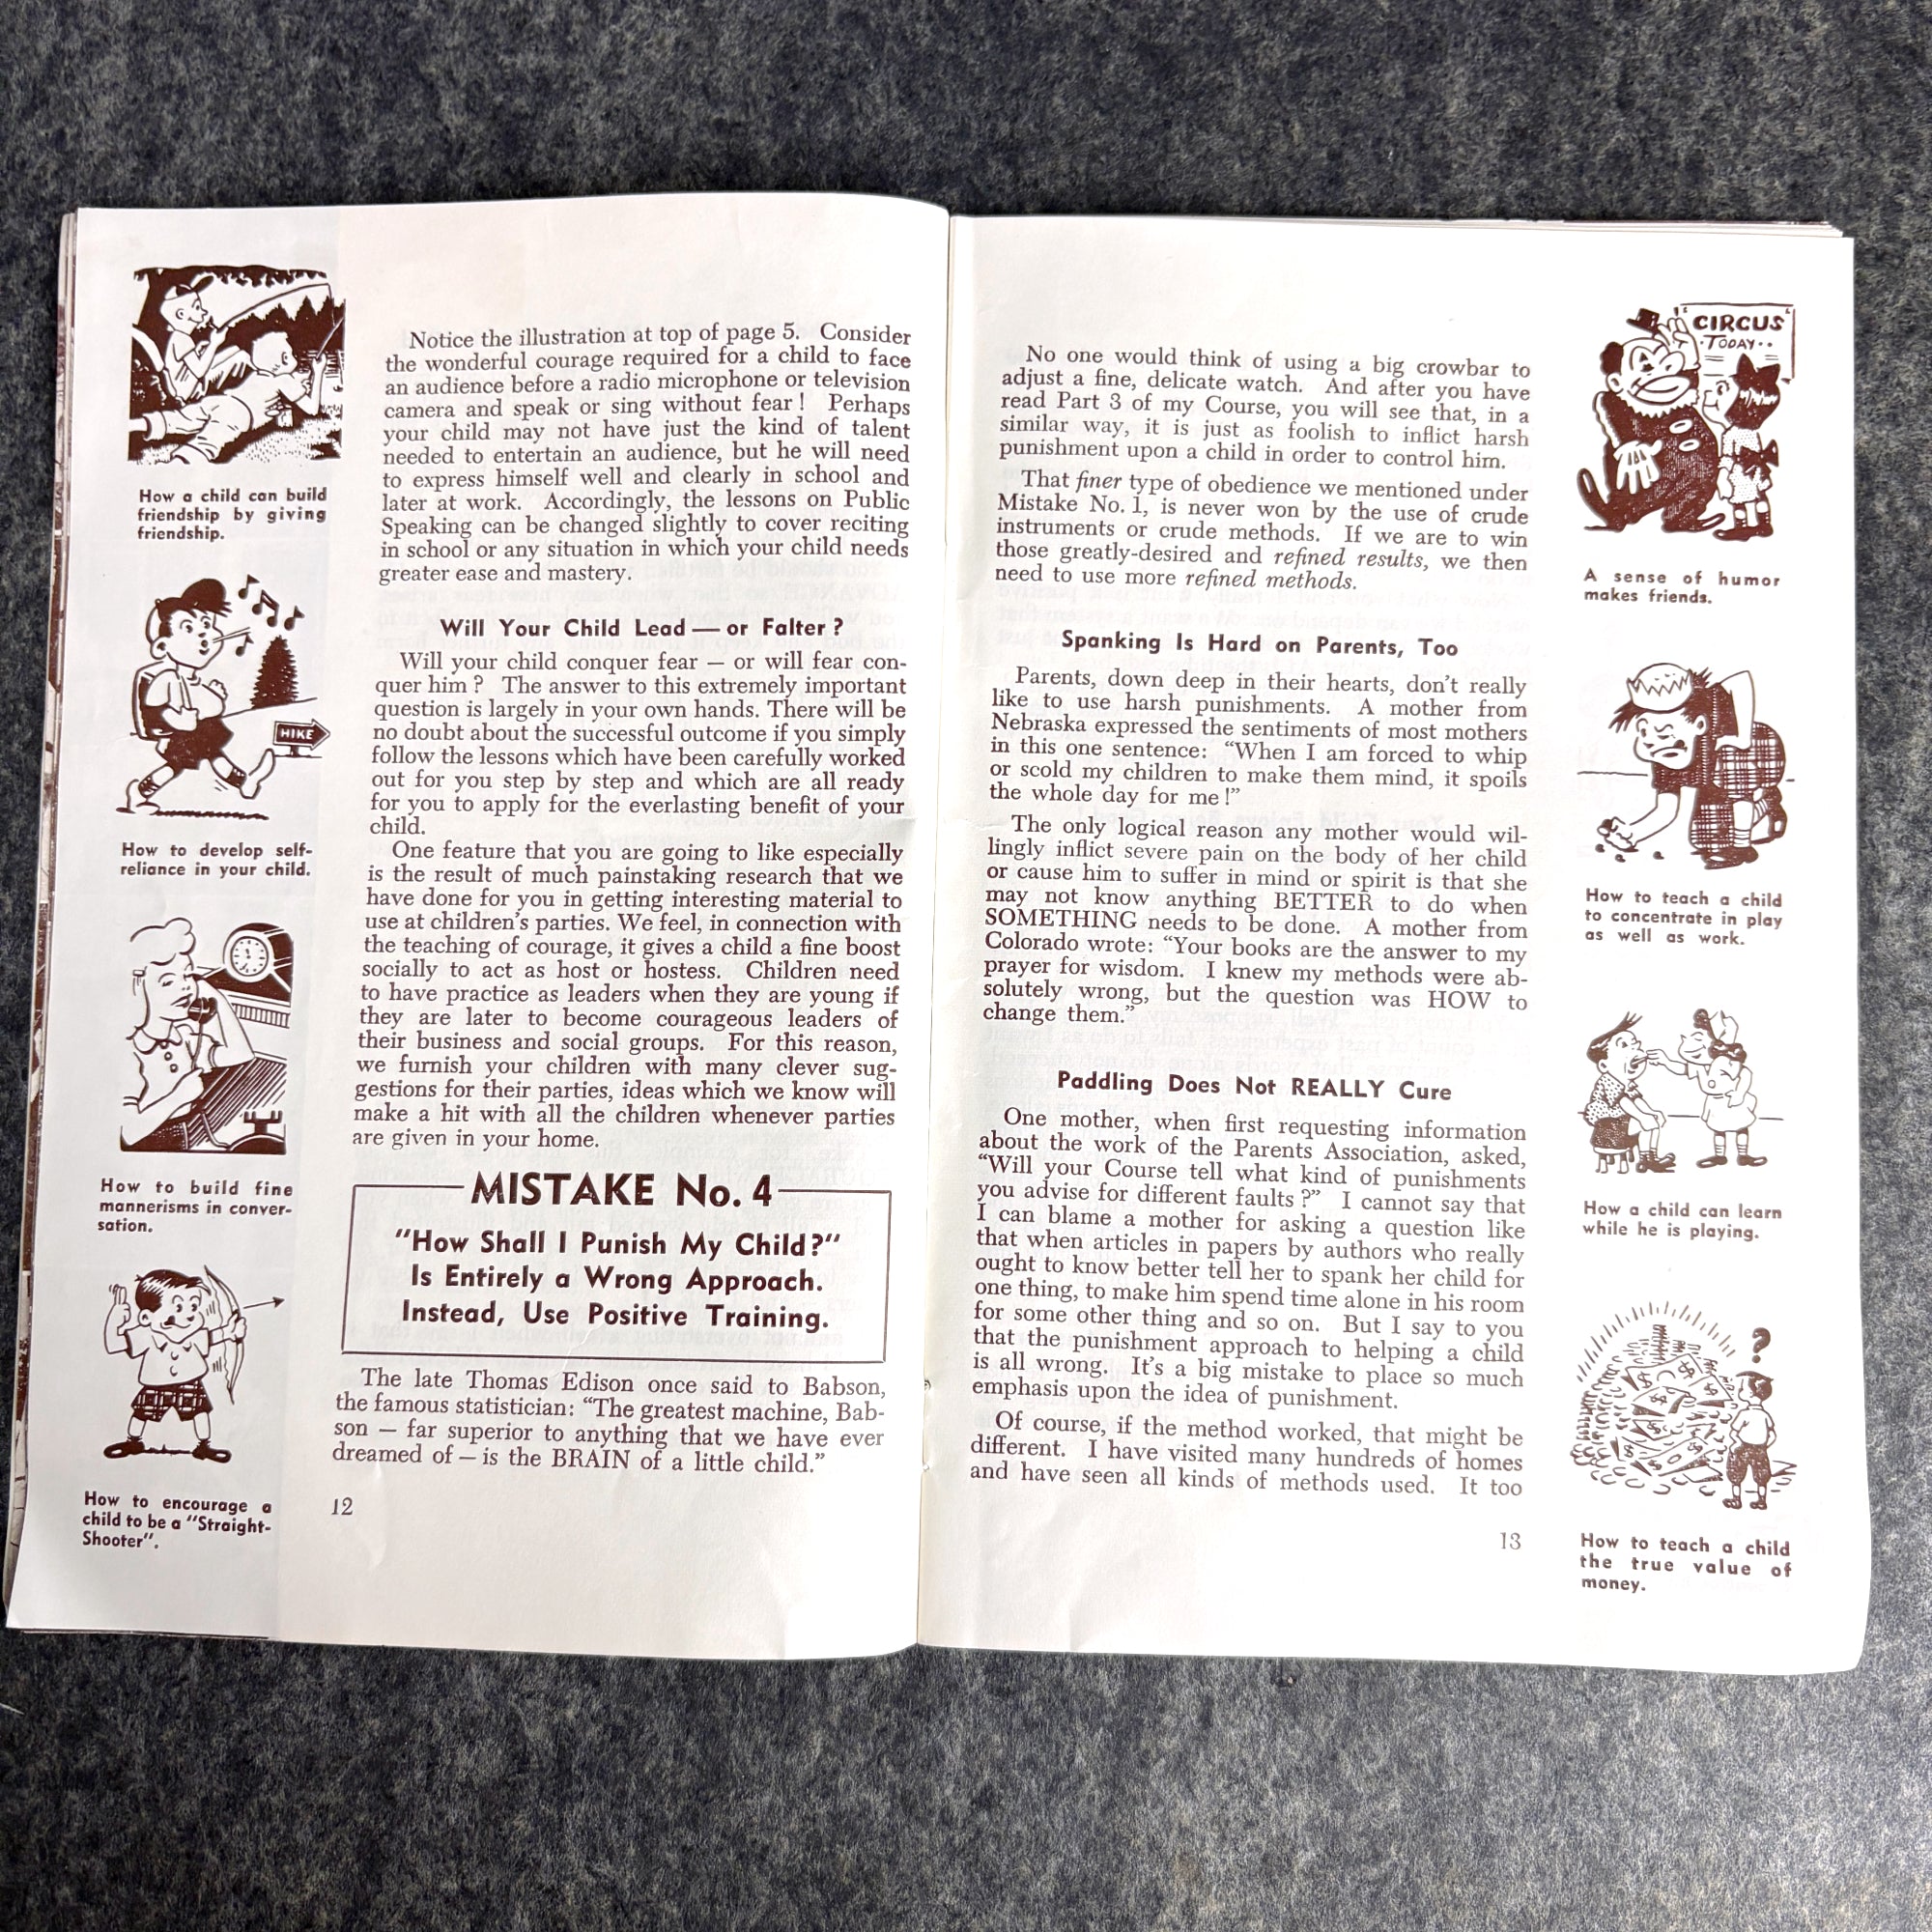 How a child can build
friendship by giving
friendship.
HIKE
How to develop self-
reliance in your child.
How to build fine
mannerisms in conver-
sation.
How to encourage a
child to be a "Straight-
Shooter".
Notice the illustration at top of page 5. Consider
the wonderful courage required for a child to face
an audience before a radio microphone or television
camera and speak or sing without fear! Perhaps
your child may not have just the kind of talent
needed to entertain an audience, but he will need
to express himself well and clearly in school and
later at work. Accordingly, the lessons on Public
Speaking can be changed slightly to cover reciting
in school or any situation in which your child needs
greater ease and mastery.
Will Your Child Lead — or Falter?
Will your child conquer fear — or will fear con-
quer him? The answer to this extremely important
question is largely in your own hands. There will be
no doubt about the successful outcome if you simply
follow the lessons which have been carefully worked
out for you step by step and which are all ready
for you to apply for the everlasting benefit of your
child.
One feature that you are going to like especially
is the result of much painstaking research that we
have done for you in getting interesting material to
use at children's parties. We feel, in connection with
the teaching of courage, it gives a child a fine boost
socially to act as host or hostess. Children need
to have practice as leaders when they are young if
they are later to become courageous leaders of
their business and social groups. For this reason,
we furnish your children with many clever sug-
gestions for their parties, ideas which we know will
make a hit with all the children whenever parties
are given in your home.
MISTAKE No. 4
"How Shall I Punish My Child?"
Is Entirely a Wrong Approach.
Instead, Use Positive Training.
The late Thomas Edison once said to Babson,
the famous statistician: "The greatest machine, Bab-
son — far superior to anything that we have ever
dreamed of — is the BRAIN of a little child."
12
No one would think of using a big crowbar to
adjust a fine, delicate watch. And after you have
read Part 3 of my Course, you will see that, in a
similar way, it is just as foolish to inflict harsh
punishment upon a child in order to control him.
That finer type of obedience we mentioned under
Mistake No. 1, is never won by the use of crude
instruments or crude methods. If we are to win
those greatly-desired and refined results, we then
need to use more refined methods.
Spanking Is Hard on Parents, Too
Parents, down deep in their hearts, don't really
like to use harsh punishments. A mother from
Nebraska expressed the sentiments of most mothers
in this one sentence: "When I am forced to whip
or scold my children to make them mind, it spoils
the whole day for me!"
The only logical reason any mother would wil-
lingly inflict severe pain on the body of her child
or cause him to suffer in mind or spirit is that she
may not know anything BETTER to do when
SOMETHING needs to be done. A mother from
Colorado wrote: "Your books are the answer to my
prayer for wisdom. I knew my methods were ab-
solutely wrong, but the question was HOW to
change them."
Paddling Does Not REALLY Cure
One mother, when first requesting information
about the work of the Parents Association, asked,
"Will your Course tell what kind of punishments
you advise for different faults?" I cannot say that
I can blame a mother for asking a question like
that when articles in papers by authors who really
ought to know better tell her to spank her child for
one thing, to make him spend time alone in his room
for some other thing and so on. But I say to you
that the punishment approach to helping a child
is all wrong. It's a big mistake to place so much
emphasis upon the idea of punishment.
Of course, if the method worked, that might be
different. I have visited many hundreds of homes
and have seen all kinds of methods used. It too
13
CIRCUS
TODAY
A sense of humor
makes friends.
How to teach a child
to concentrate in play
as well as work.
How a child can learn
while he is playing.
?
How to teach a child
the true value of
money.